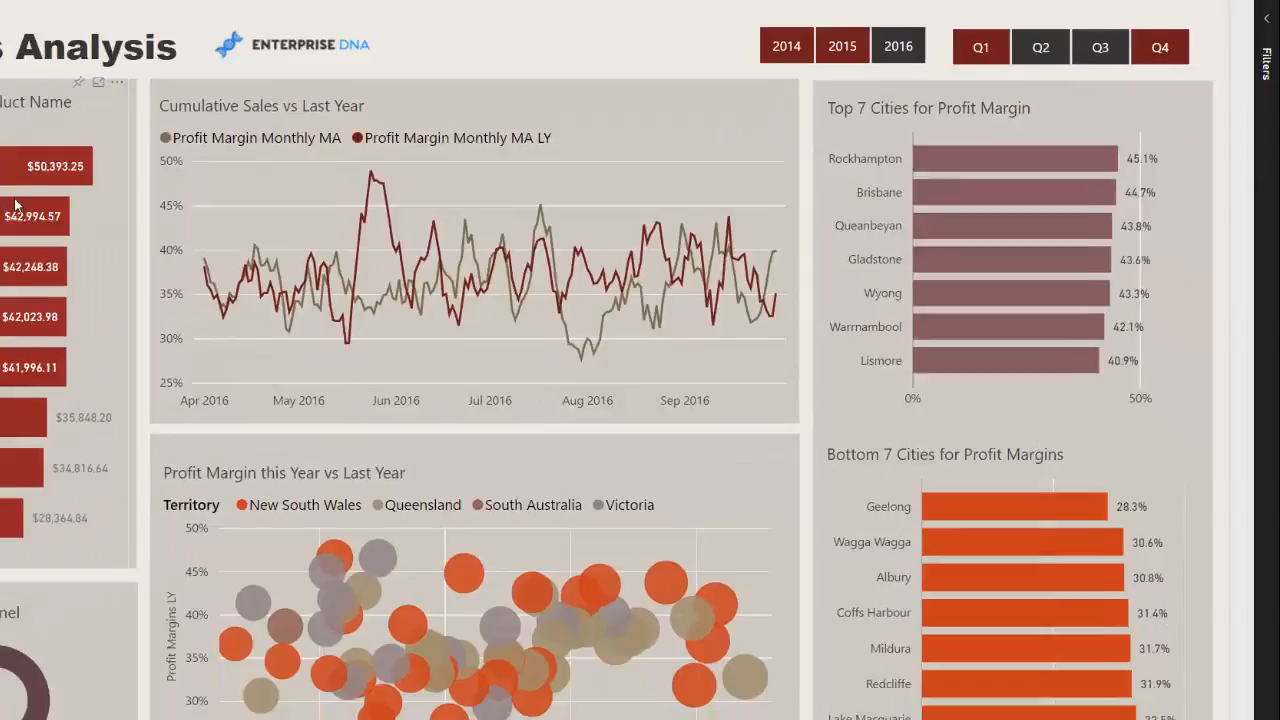 s Analysis
ENTERPRISE DNA
2014 2015 2016
Q1 Q2 Q3 Q4
Filters
duct Name
$50,393.25
$42,994.57
$42,248.38
$42,023.98
$41,996.11
$35,848.20
$34,816.64
$28,364.84
nel
Cumulative Sales vs Last Year
Profit Margin Monthly MA Profit Margin Monthly MA LY
50%
45%
40%
35%
30%
25%
Apr 2016 May 2016 Jun 2016 Jul 2016 Aug 2016 Sep 2016
Profit Margin this Year vs Last Year
Territory New South Wales Queensland South Australia Victoria
Profit Margins LY
50%
45%
40%
35%
30%
Top 7 Cities for Profit Margin
Rockhampton 45.1%
Brisbane 44.7%
Queanbeyan 43.8%
Gladstone 43.6%
Wyong 43.3%
Warrnambool 42.1%
Lismore 40.9%
0% 50%
Bottom 7 Cities for Profit Margins
Geelong 28.3%
Wagga Wagga 30.6%
Albury 30.8%
Coffs Harbour 31.4%
Mildura 31.7%
Redcliffe 31.9%
Lake Macquarie 32.5%